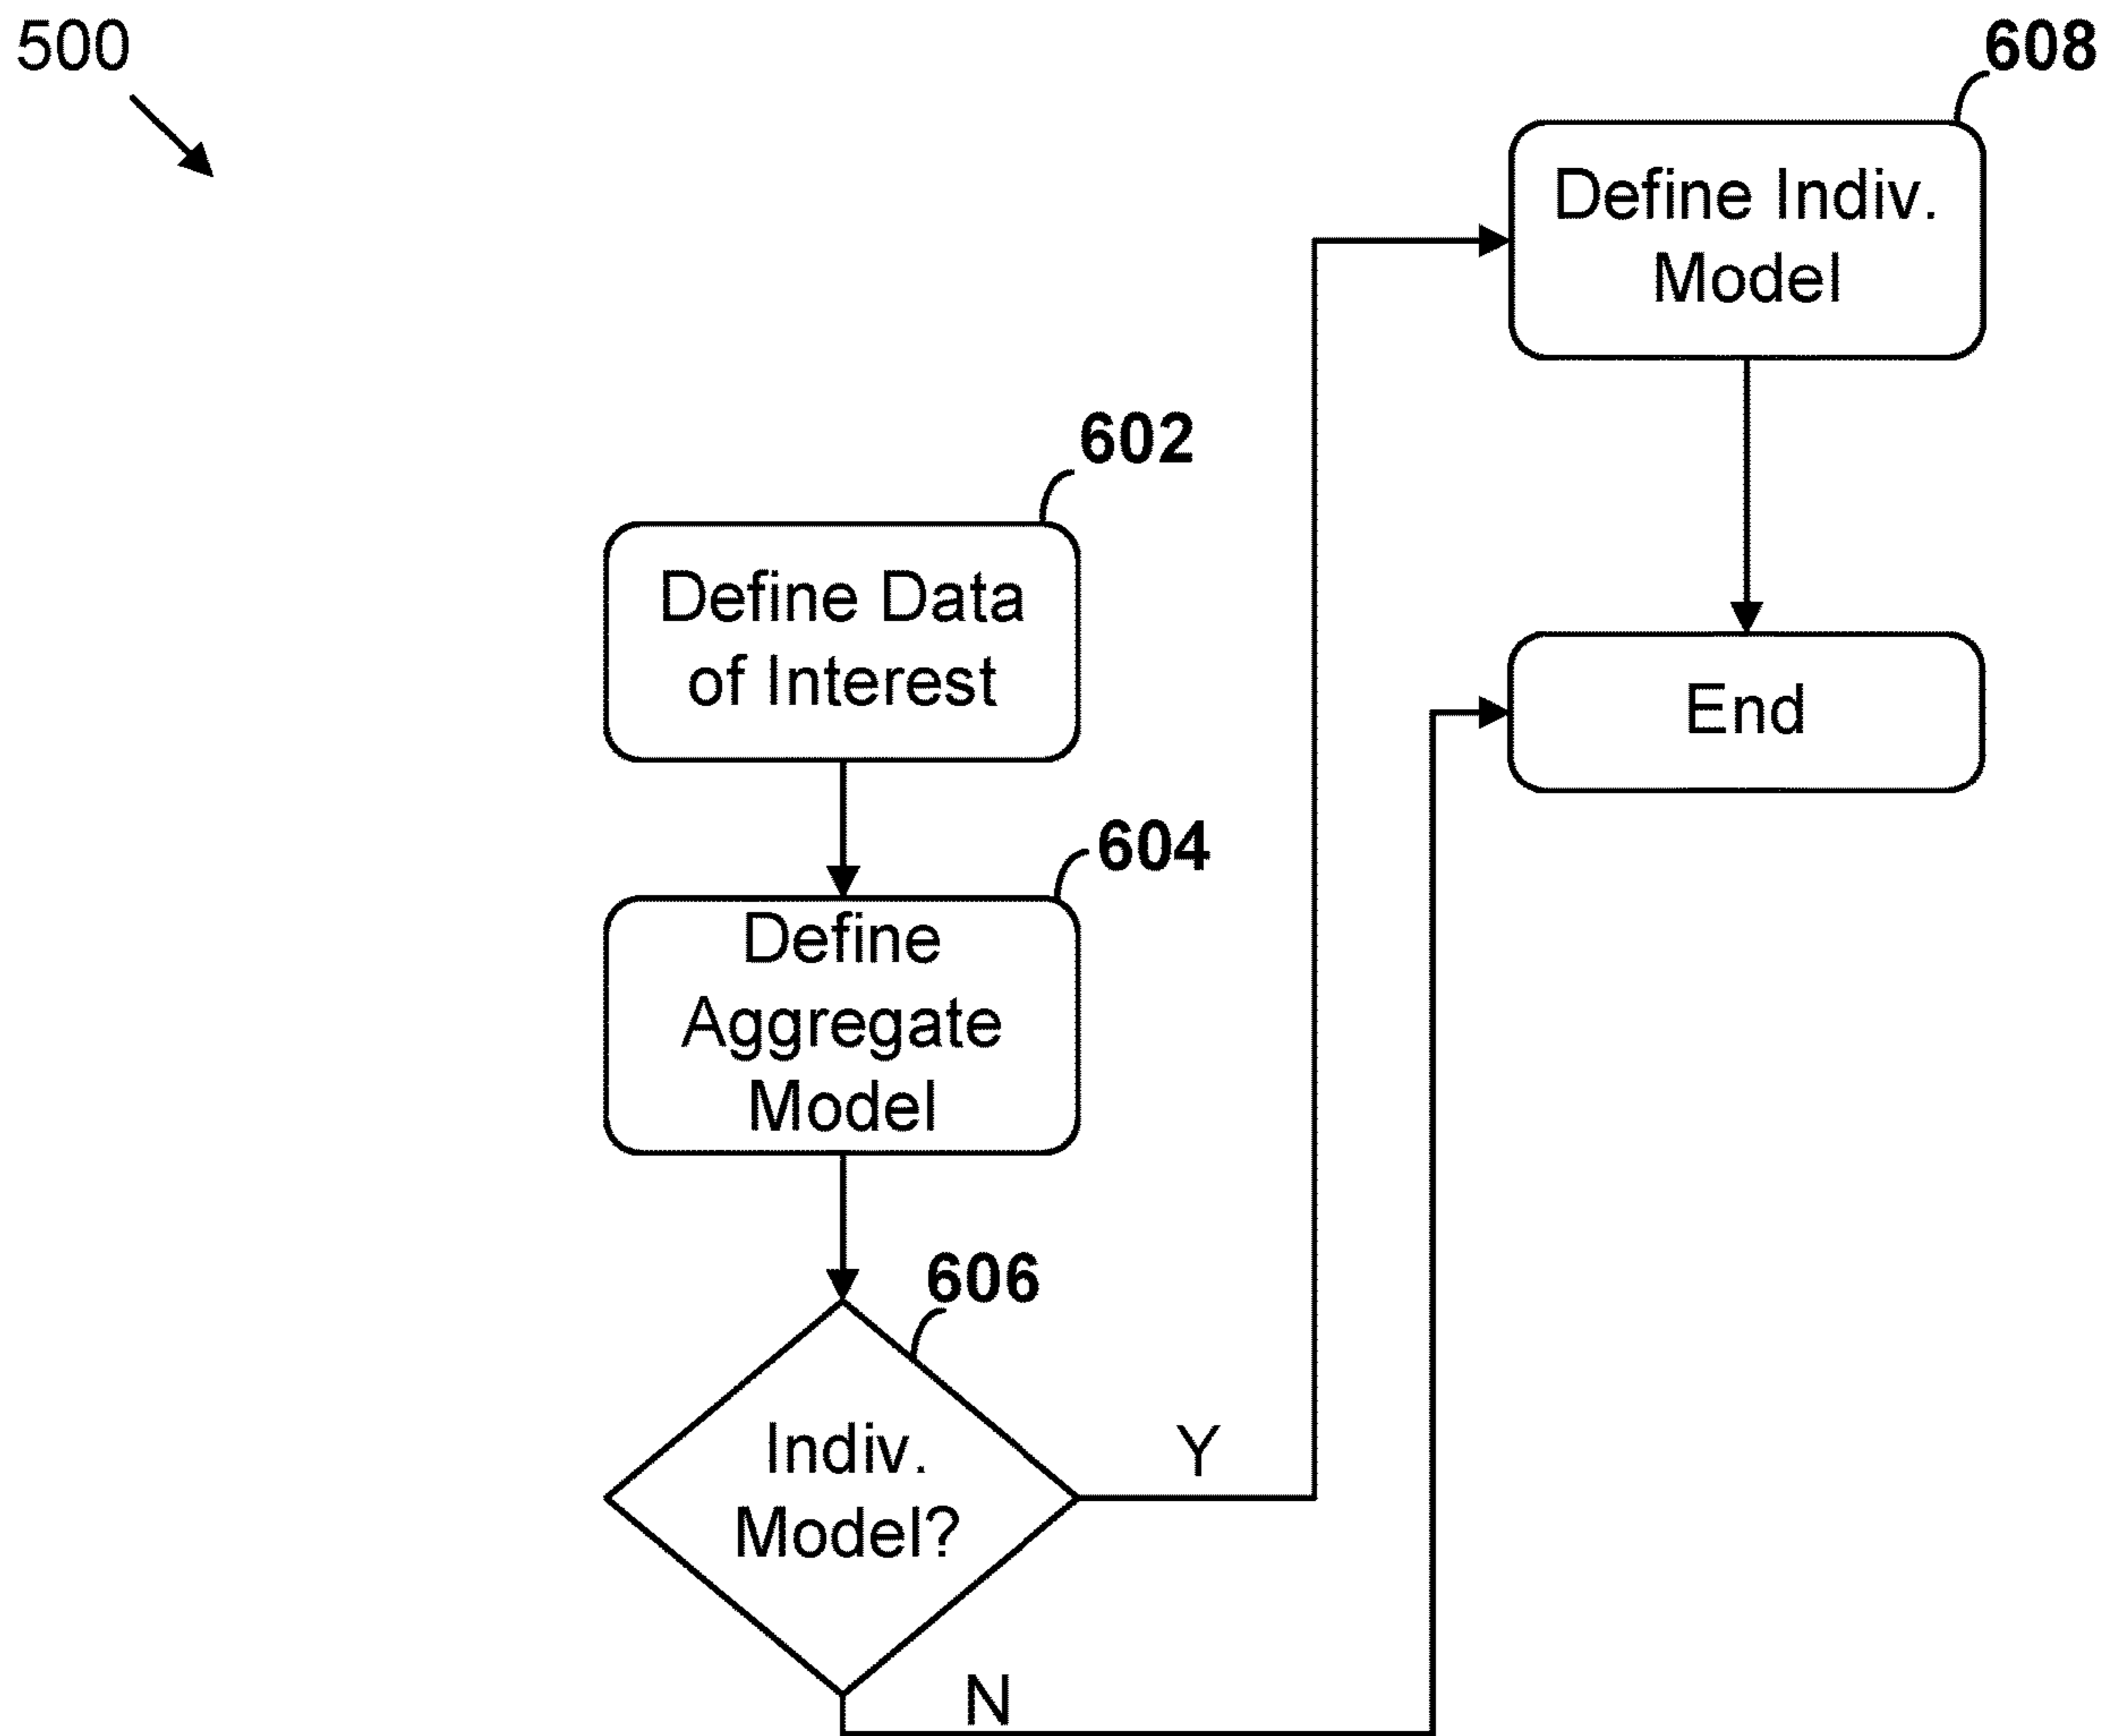 500
602
Define Data
of Interest
604
Define
Aggregate
Model
606
Indiv.
Model?
Y
N
608
Define Indiv.
Model
End